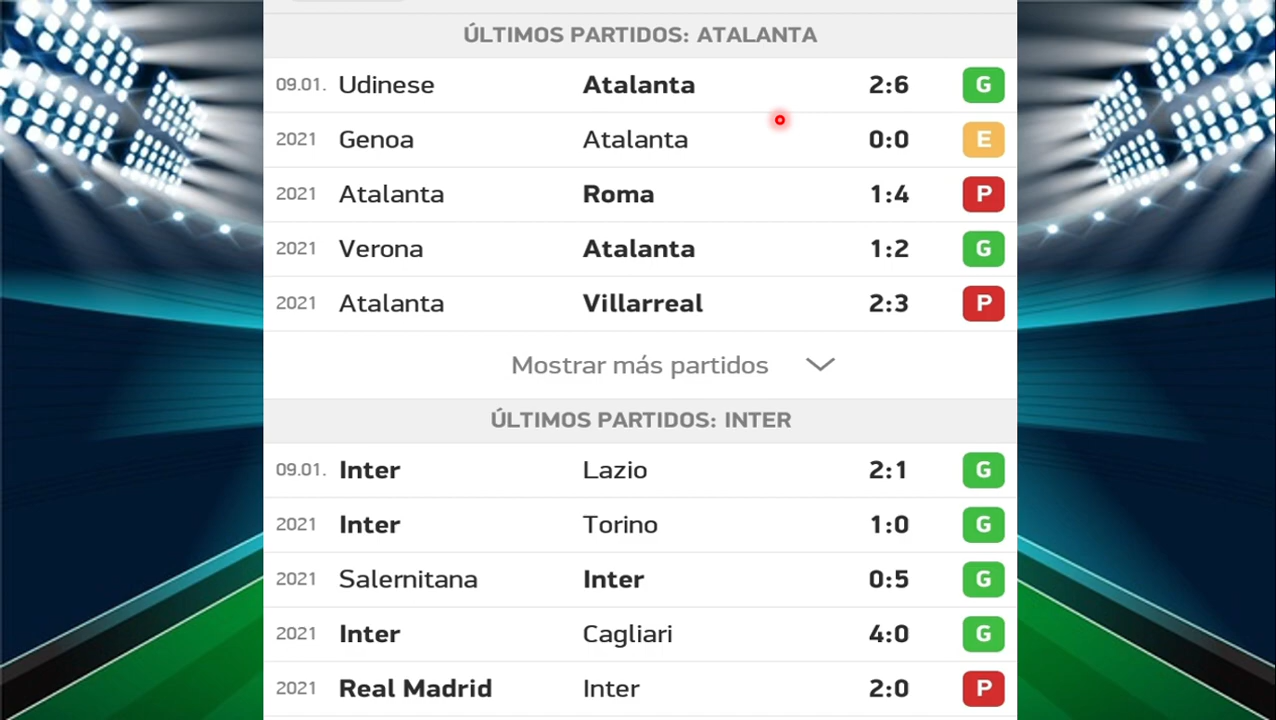 ÚLTIMOS PARTIDOS: ATALANTA
09.01. Udinese Atalanta 2:6 G
2021 Genoa Atalanta 0:0 E
2021 Atalanta Roma 1:4 P
2021 Verona Atalanta 1:2 G
2021 Atalanta Villarreal 2:3 P
Mostrar más partidos
ÚLTIMOS PARTIDOS: INTER
09.01. Inter Lazio 2:1 G
2021 Inter Torino 1:0 G
2021 Salernitana Inter 0:5 G
2021 Inter Cagliari 4:0 G
2021 Real Madrid Inter 2:0 P